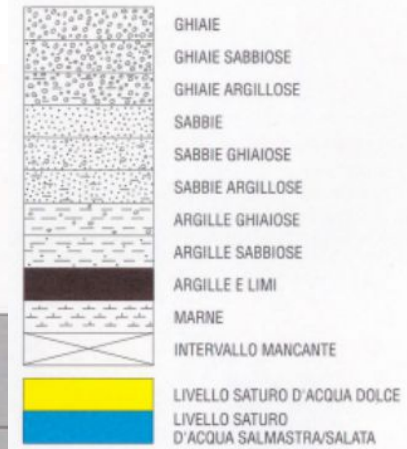 GHIAIE
GHIAIE SABBIOSE
GHIAIE ARGILLOSE
SABBIE
SABBIE GHIAIOSE
SABBIE ARGILLOSE
ARGILLE GHIAIOSE
ARGILLE SABBIOSE
ARGILLE E LIMI
MARNE
INTERVALLO MANCANTE
LIVELLO SATURO D'ACQUA DOLCE
LIVELLO SATURO
D'ACQUA SALMASTRA/SALATA